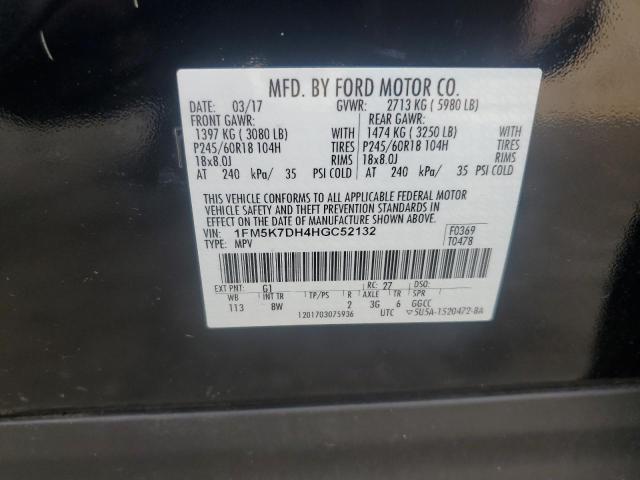 MFD. BY FORD MOTOR CO.
DATE: 03/17 GVWR: 2713 KG ( 5980 LB)
FRONT GAWR: REAR GAWR:
1397 KG ( 3080 LB) WITH 1474 KG ( 3250 LB) WITH
P245/60R18 104H TIRES P245/60R18 104H TIRES
18x8.0J RIMS 18x8.0J RIMS
AT 240 kPa/ 35 PSI COLD AT 240 kPa/ 35 PSI COLD
THIS VEHICLE CONFORMS TO ALL APPLICABLE FEDERAL MOTOR
VEHICLE SAFETY AND THEFT PREVENTION STANDARDS IN
EFFECT ON THE DATE OF MANUFACTURE SHOWN ABOVE.
VIN: 1FM5K7DH4HGC52132 F0369
TYPE: MPV T0478
EXT PNT: G1 RC: 27 DSO:
WB INT TR TP/PS R AXLE TR SPR
113 8W 2 3G 6 GGCC
1201703075936 UTC ▽5U5A-1520472-BA